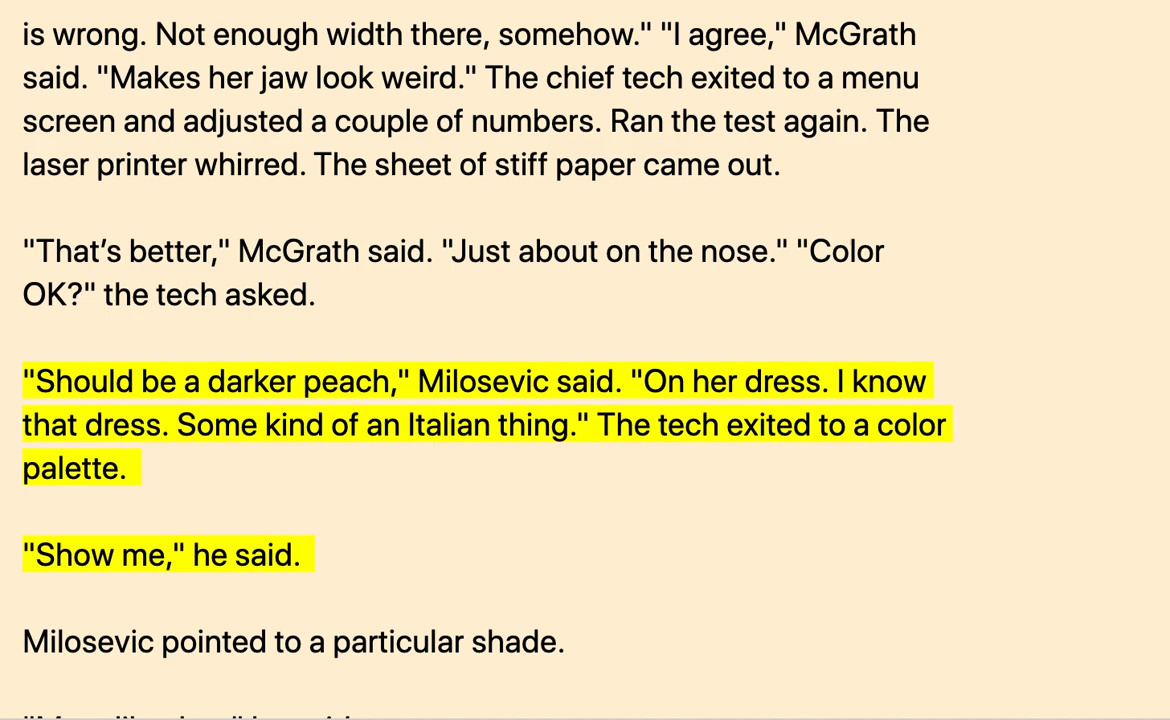 is wrong. Not enough width there, somehow." "I agree," McGrath
said. "Makes her jaw look weird." The chief tech exited to a menu
screen and adjusted a couple of numbers. Ran the test again. The
laser printer whirred. The sheet of stiff paper came out.
"That’s better," McGrath said. "Just about on the nose." "Color
OK?" the tech asked.
"Should be a darker peach," Milosevic said. "On her dress. I know
that dress. Some kind of an Italian thing." The tech exited to a color
palette.
"Show me," he said.
Milosevic pointed to a particular shade.